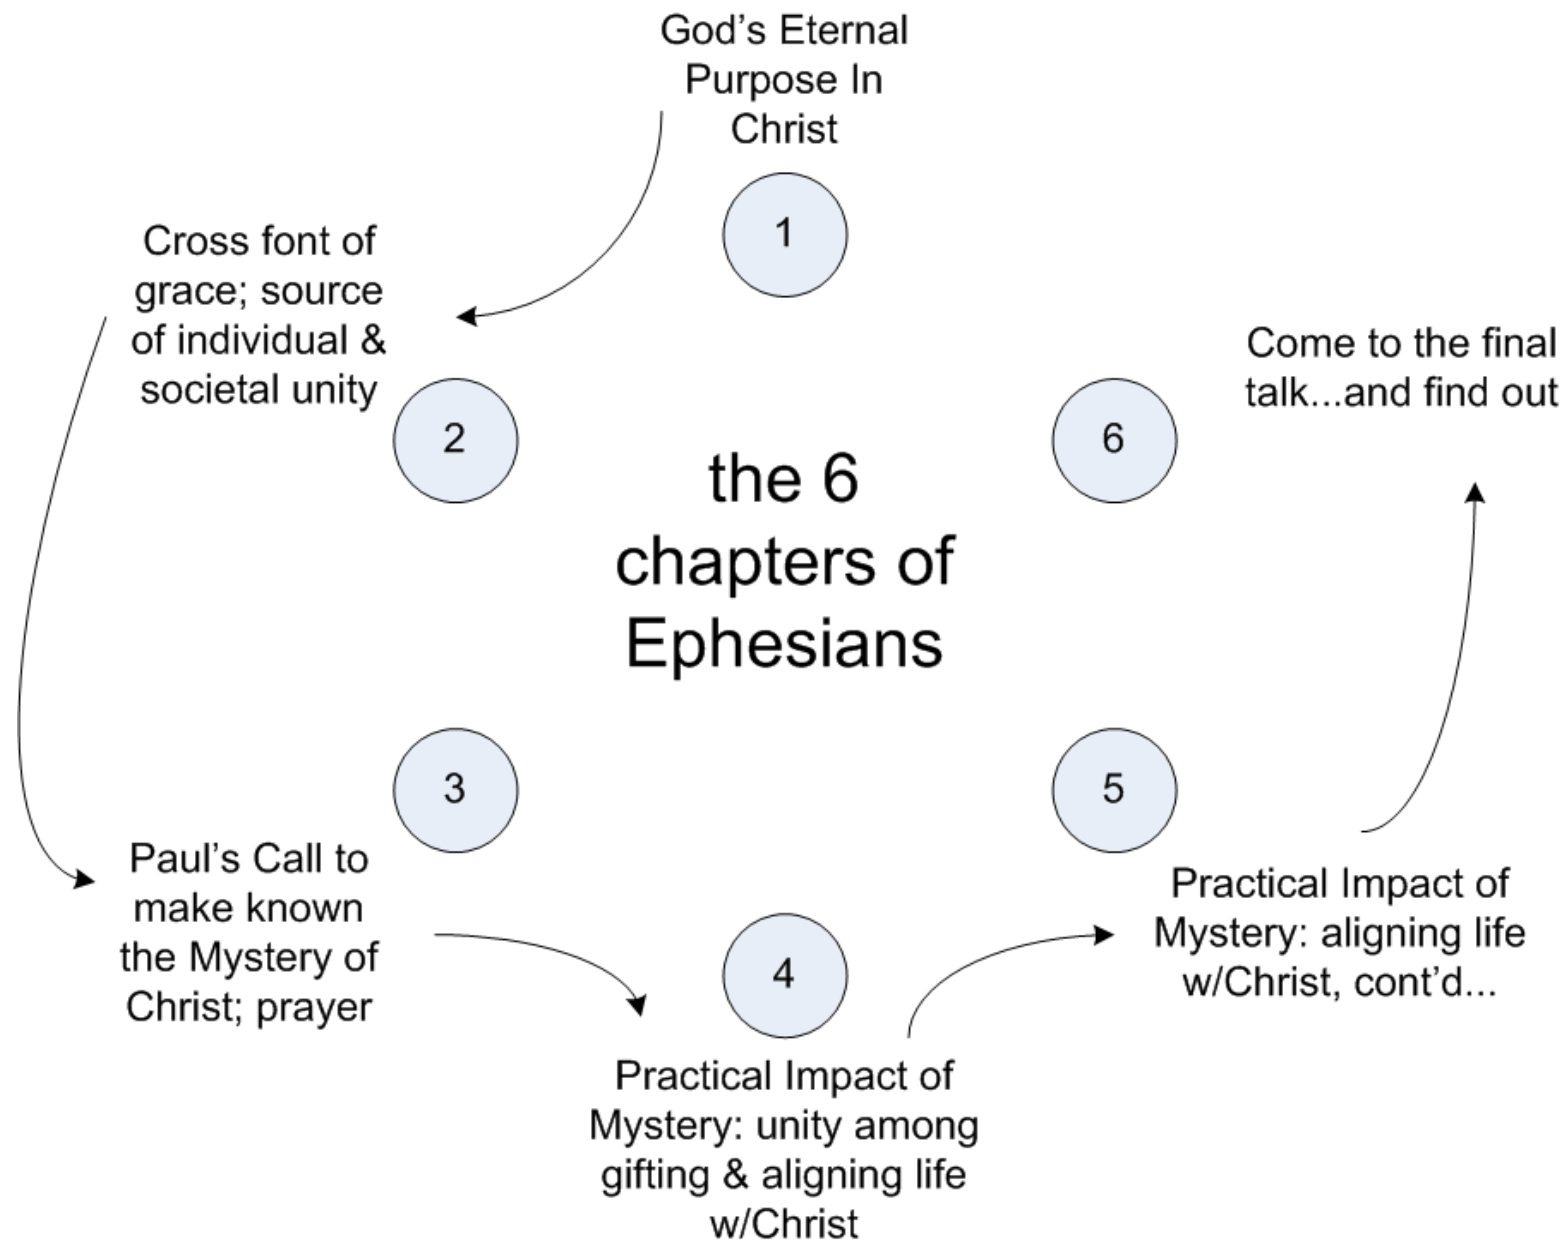 God’s Eternal
Purpose In
Christ
1
Cross font of
grace; source
of individual &
societal unity
2
Paul’s Call to
make known
the Mystery of
Christ; prayer
3
Practical Impact of
Mystery: unity among
gifting & aligning life
w/Christ
4
Practical Impact of
Mystery: aligning life
w/Christ, cont’d...
5
Come to the final
talk...and find out
6
the 6
chapters of
Ephesians